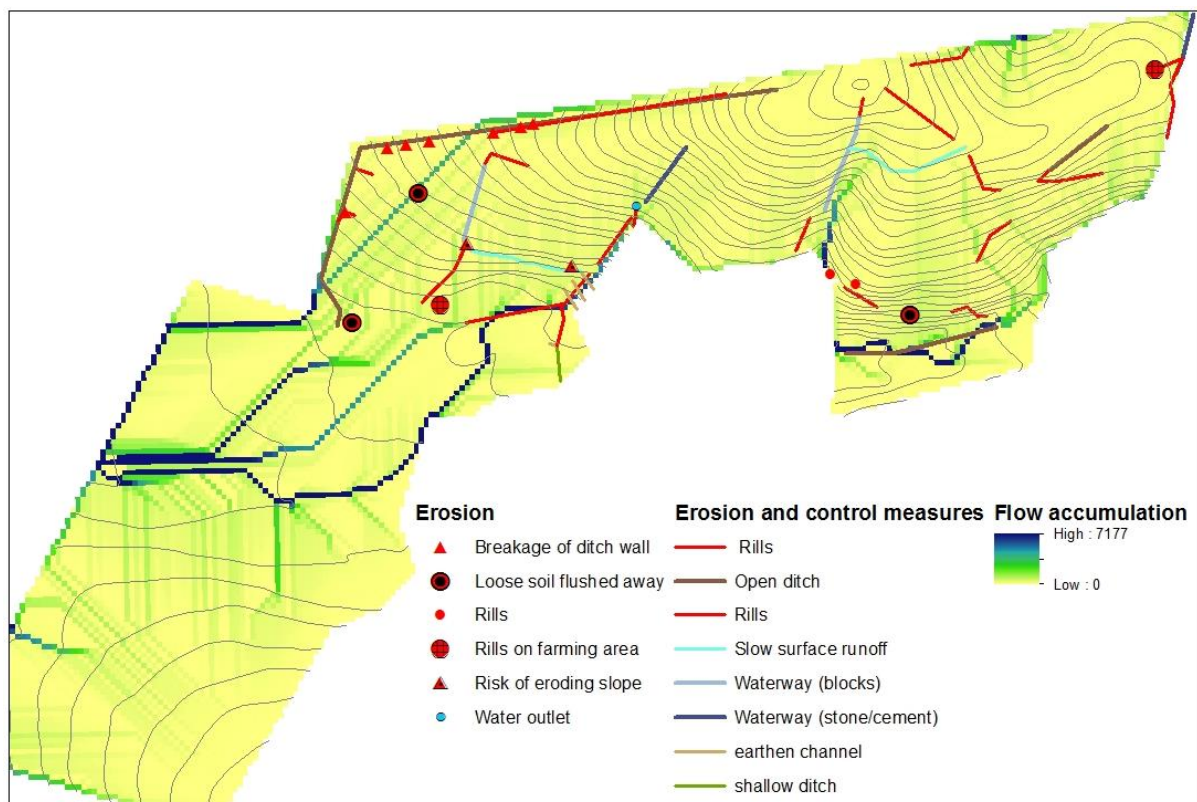 Erosion
Breakage of ditch wall
Loose soil flushed away
Rills
Rills on farming area
Risk of eroding slope
Water outlet
Erosion and control measures
Rills
Open ditch
Rills
Slow surface runoff
Waterway (blocks)
Waterway (stone/cement)
earthen channel
shallow ditch
Flow accumulation
High : 7177
Low : 0